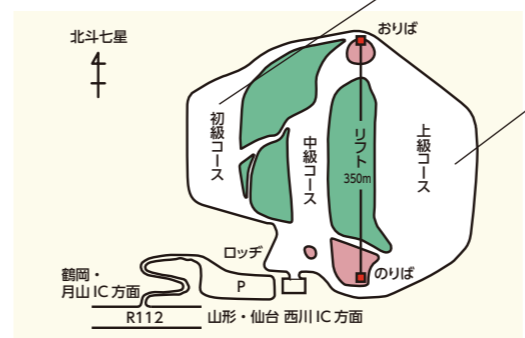 北斗七星
おりば
初級コース
中級コース
リフト
350m
上級コース
ロッヂ
のりば
鶴岡・
月山IC方面
P
R112
山形・仙台 西川IC方面